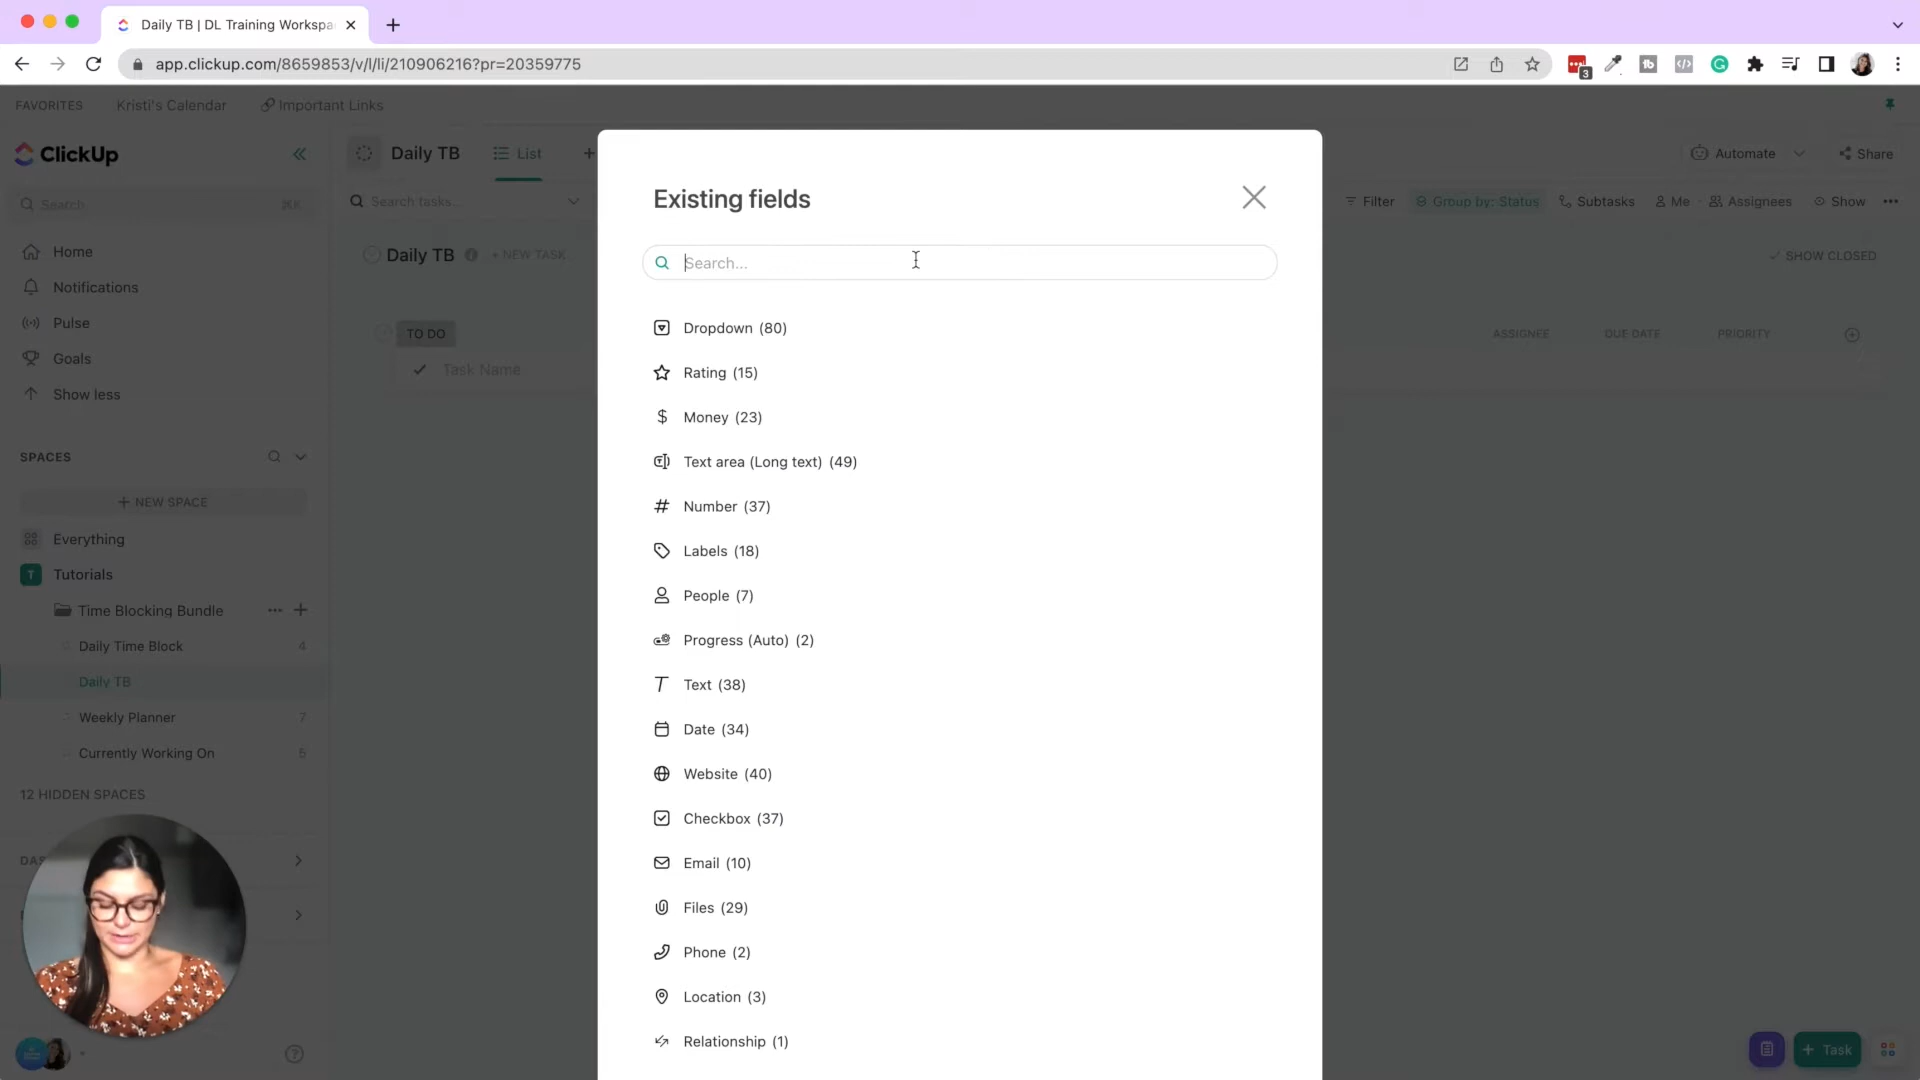 Daily TB | DL Training Workspa
app.clickup.com/8659853/v/l/li/210906216?pr=20359775
3
FAVORITES
Kristi's Calendar
Important Links
ClickUp
Daily TB
List
Automate
Share
Search
⌘K
Search tasks...
Filter
Group by: Status
Subtasks
Me
Assignees
Show
Daily TB
+ NEW TASK
SHOW CLOSED
TO DO
ASSIGNEE
DUE DATE
PRIORITY
Task Name
Home
Notifications
Pulse
Goals
Show less
SPACES
+ NEW SPACE
Everything
T Tutorials
Time Blocking Bundle
Daily Time Block 4
Daily TB
Weekly Planner 7
Currently Working On 5
12 HIDDEN SPACES
Existing fields
Search...
Dropdown (80)
Rating (15)
$ Money (23)
Text area (Long text) (49)
# Number (37)
Labels (18)
People (7)
Progress (Auto) (2)
Text (38)
Date (34)
Website (40)
Checkbox (37)
Email (10)
Files (29)
Phone (2)
Location (3)
Relationship (1)
+ Task